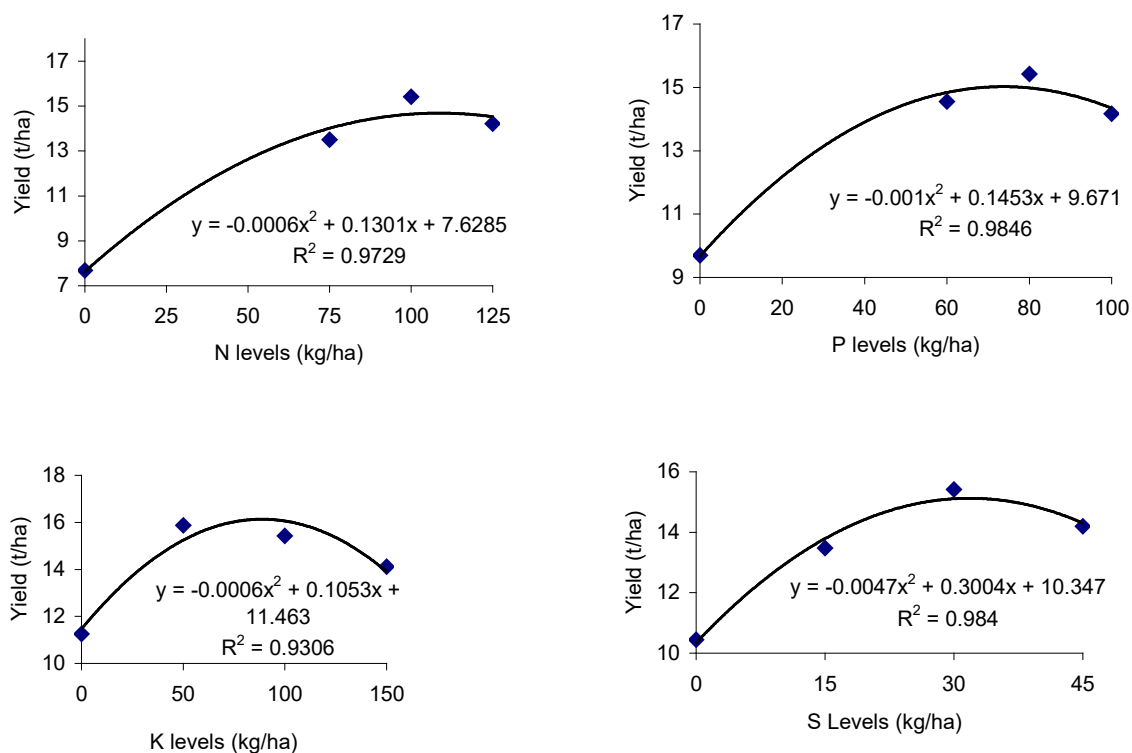 Yield (t/ha)
17
15
13
11
9
7
0 25 50 75 100 125
N levels (kg/ha)
y = -0.0006x² + 0.1301x + 7.6285
R² = 0.9729
Yield (t/ha)
17
15
13
11
9
0 20 40 60 80 100
P levels (kg/ha)
y = -0.001x² + 0.1453x + 9.671
R² = 0.9846
Yield (t/ha)
18
16
14
12
10
0 50 100 150
K levels (kg/ha)
y = -0.0006x² + 0.1053x +
11.463
R² = 0.9306
Yield (t/ha)
16
14
12
10
0 15 30 45
S Levels (kg/ha)
y = -0.0047x² + 0.3004x + 10.347
R² = 0.984